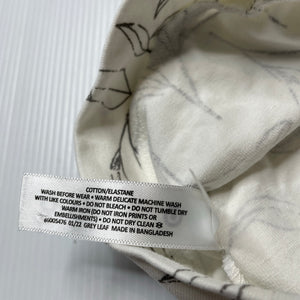 COTTON/ELASTANE
WASH BEFORE WEAR • WARM DELICATE MACHINE WASH
WITH LIKE COLOURS • DO NOT BLEACH • DO NOT TUMBLE DRY
WARM IRON (DO NOT IRON PRINTS OR
EMBELLISHMENTS) • DO NOT DRY CLEAN
65005476 01/22 GREY LEAF MADE IN BANGLADESH